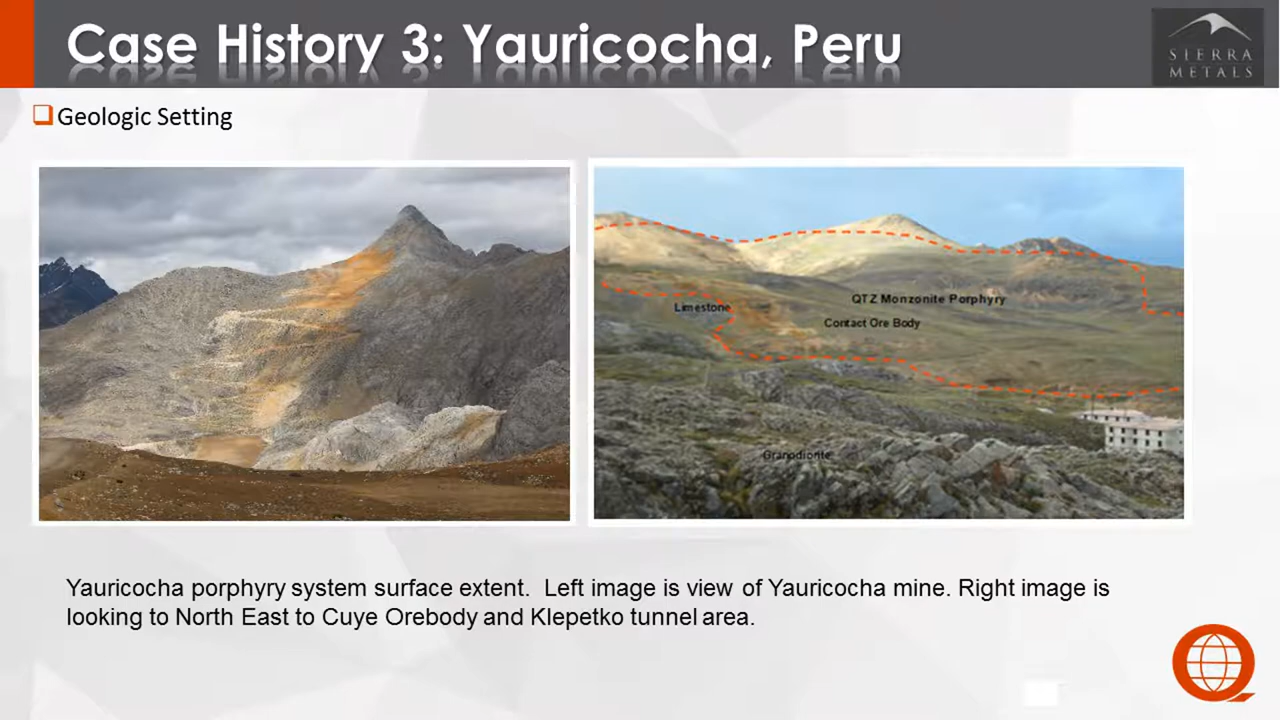 Case History 3: Yauricocha, Peru
SIERRA
METALS
Geologic Setting
QTZ Monzonite Porphyry
Limestone
Contact Ore Body
Granodiorite
Yauricocha porphyry system surface extent. Left image is view of Yauricocha mine. Right image is
looking to North East to Cuye Orebody and Klepetko tunnel area.